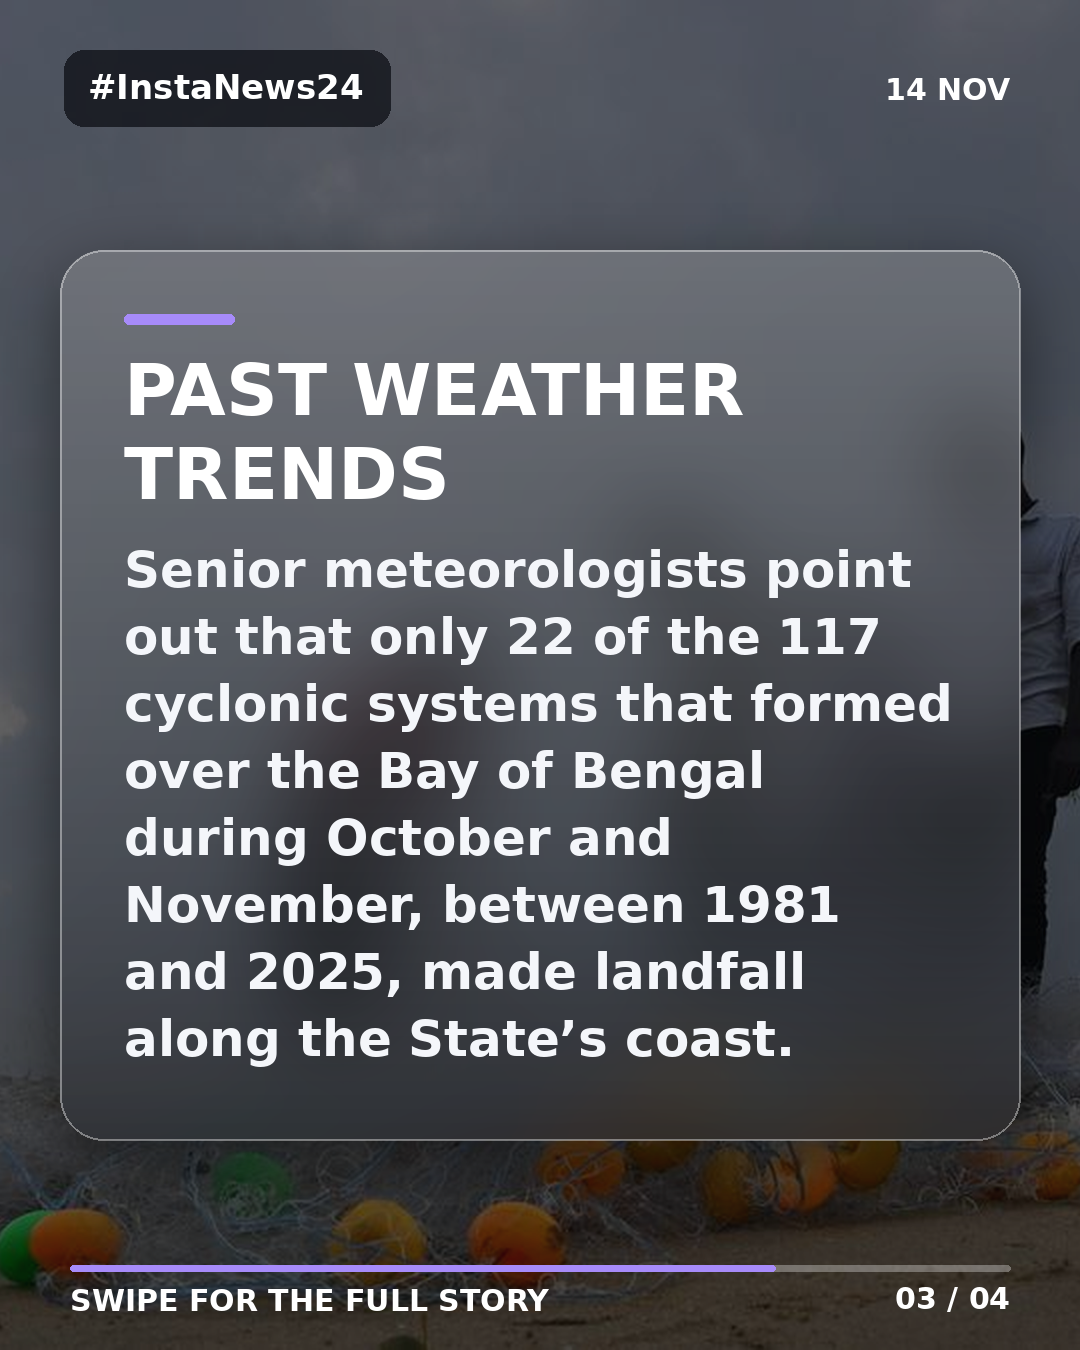 #InstaNews24
14 NOV
PAST WEATHER
TRENDS
Senior meteorologists point
out that only 22 of the 117
cyclonic systems that formed
over the Bay of Bengal
during October and
November, between 1981
and 2025, made landfall
along the State’s coast.
SWIPE FOR THE FULL STORY
03 / 04